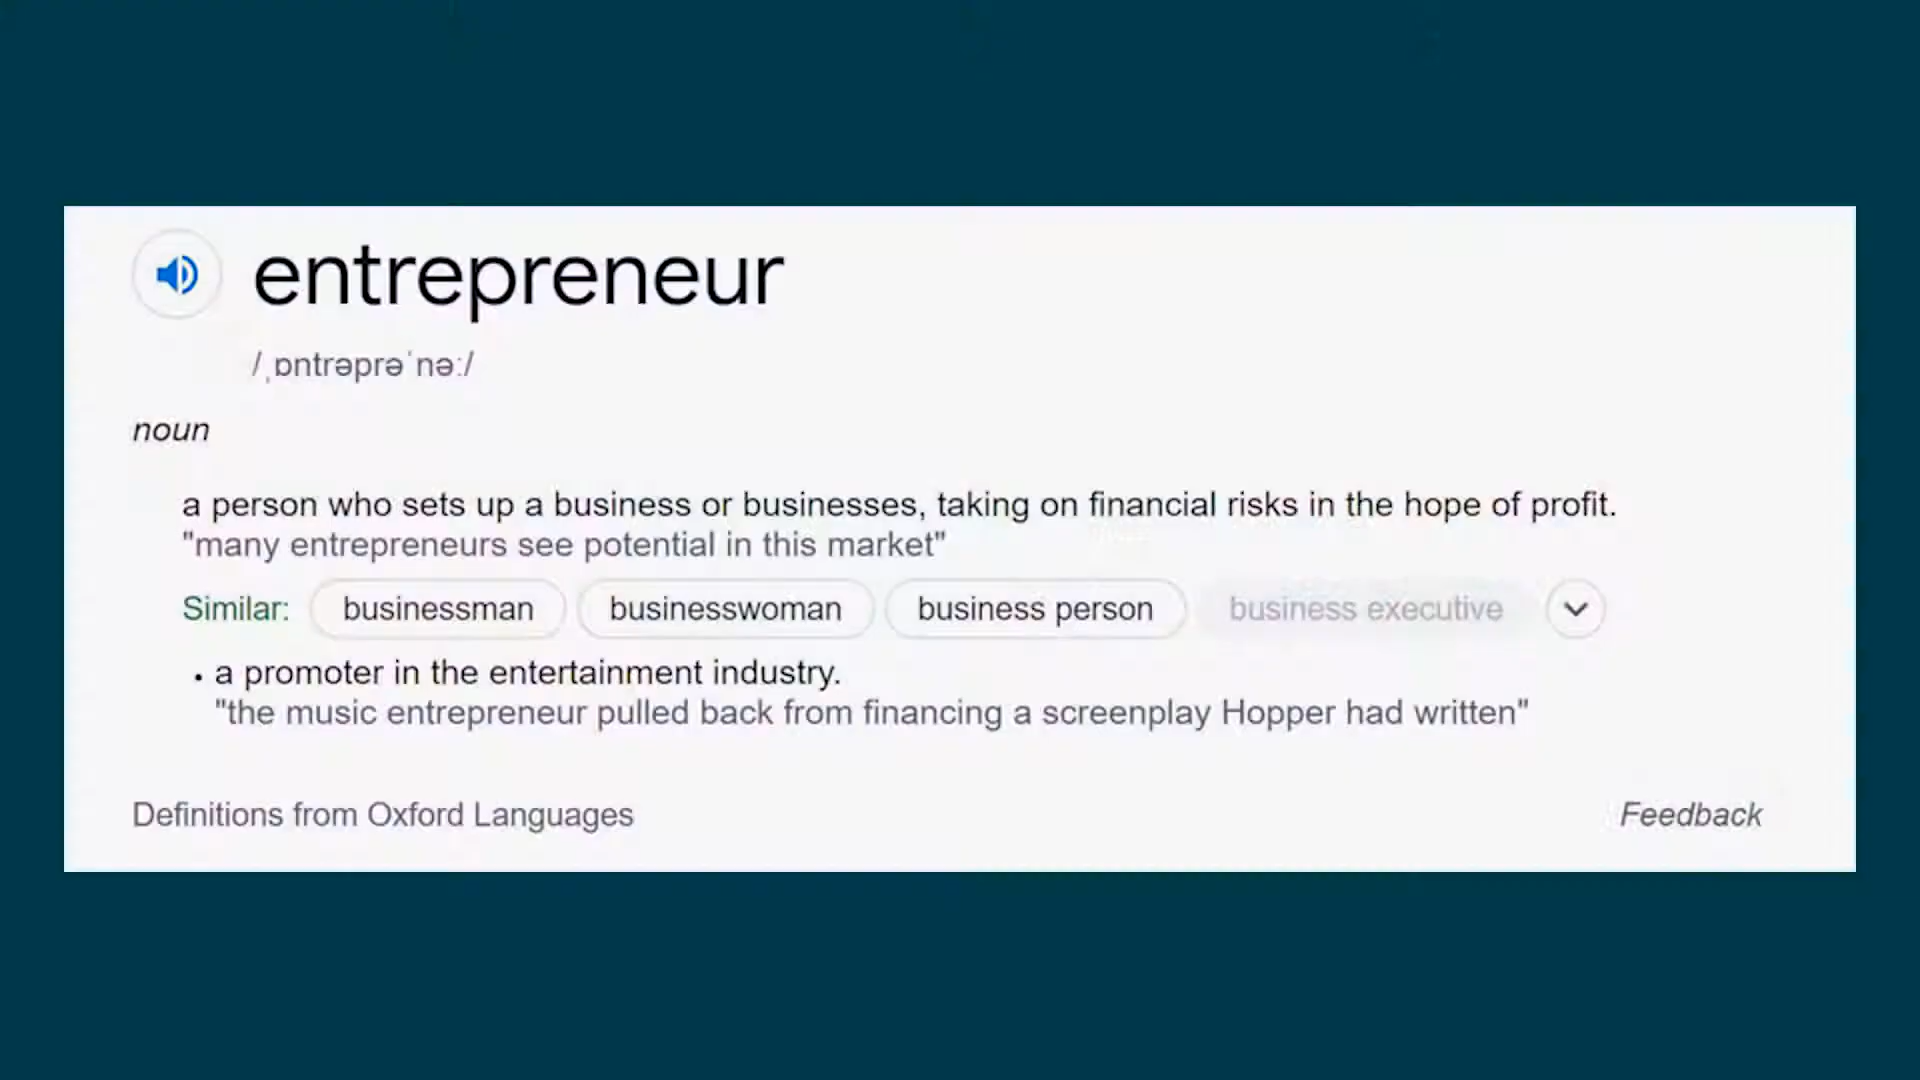 entrepreneur
/ˌɒntrəprəˈnəː/
noun
a person who sets up a business or businesses, taking on financial risks in the hope of profit.
"many entrepreneurs see potential in this market"
Similar: businessman businesswoman business person business executive
• a promoter in the entertainment industry.
"the music entrepreneur pulled back from financing a screenplay Hopper had written"
Definitions from Oxford Languages Feedback